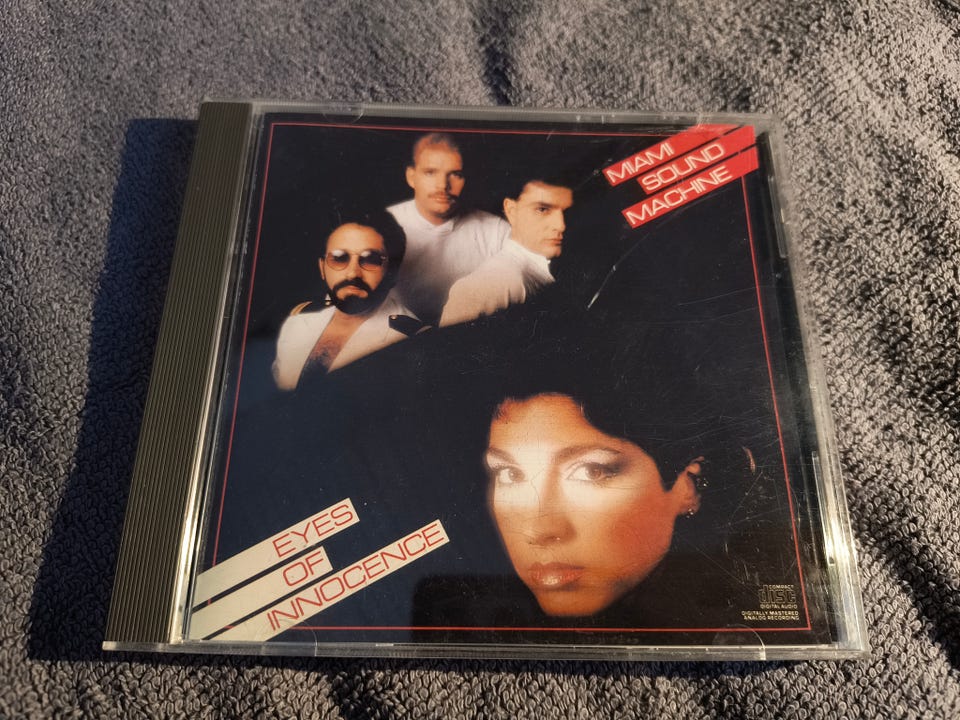 MIAMI
SOUND
MACHINE
EYES
OF
INNOCENCE
COMPACT
disc
DIGITAL AUDIO
DIGITALLY MASTERED
ANALOG RECORDING